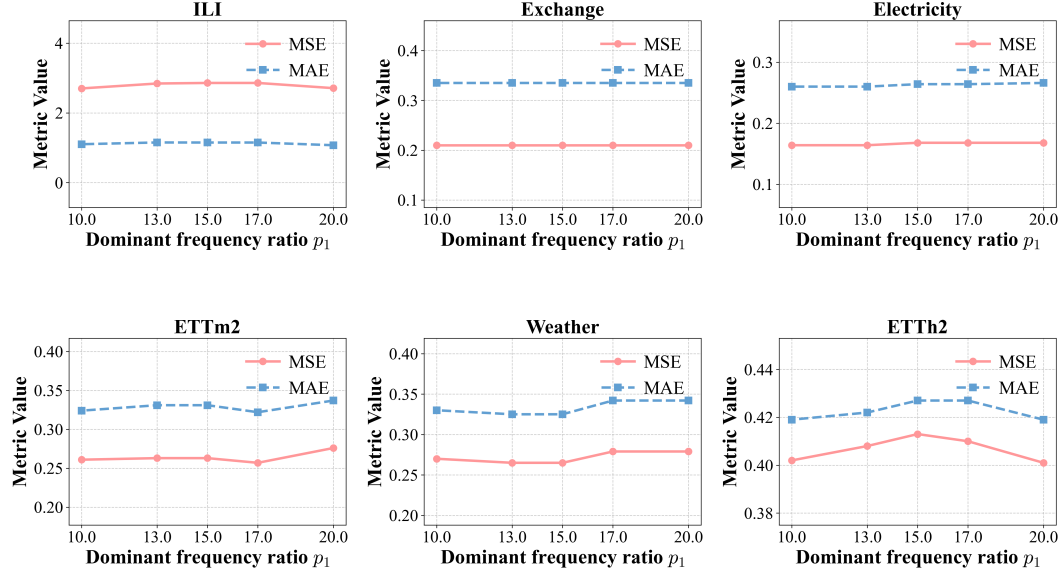 ILI
Metric Value
4
2
0
MSE
MAE
10.0 13.0 15.0 17.0 20.0
Dominant frequency ratio p₁
Exchange
Metric Value
0.4
0.3
0.2
0.1
MSE
MAE
10.0 13.0 15.0 17.0 20.0
Dominant frequency ratio p₁
Electricity
Metric Value
0.3
0.2
0.1
MSE
MAE
10.0 13.0 15.0 17.0 20.0
Dominant frequency ratio p₁
ETTm2
Metric Value
0.40
0.35
0.30
0.25
0.20
MSE
MAE
10.0 13.0 15.0 17.0 20.0
Dominant frequency ratio p₁
Weather
Metric Value
0.40
0.35
0.30
0.25
0.20
MSE
MAE
10.0 13.0 15.0 17.0 20.0
Dominant frequency ratio p₁
ETTh2
Metric Value
0.44
0.42
0.40
0.38
MSE
MAE
10.0 13.0 15.0 17.0 20.0
Dominant frequency ratio p₁